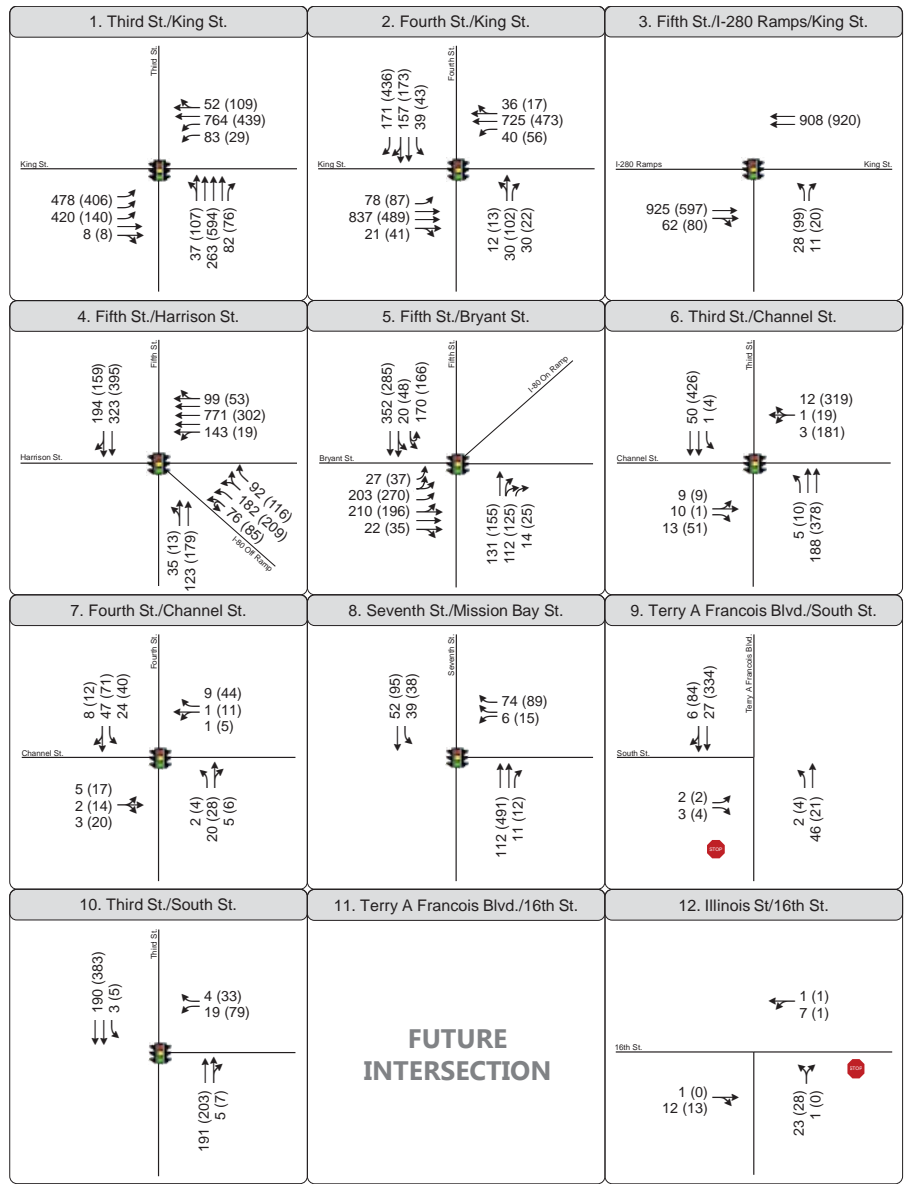 1. Third St./King St.
Third St.
52 (109)
764 (439)
83 (29)
King St.
478 (406)
420 (140)
8 (8)
37 (107)
263 (594)
82 (76)
2. Fourth St./King St.
Fourth St.
171 (436)
157 (173)
39 (43)
36 (17)
725 (473)
40 (56)
King St.
78 (87)
837 (489)
21 (41)
12 (13)
30 (102)
30 (22)
3. Fifth St./I-280 Ramps/King St.
908 (920)
I-280 Ramps
King St.
925 (597)
62 (80)
28 (99)
11 (20)
4. Fifth St./Harrison St.
Fifth St.
194 (159)
323 (395)
99 (53)
771 (302)
143 (19)
Harrison St.
92 (116)
182 (209)
76 (85)
I-80 Off Ramp
35 (13)
123 (179)
5. Fifth St./Bryant St.
Fifth St.
I-80 On Ramp
352 (285)
20 (48)
170 (166)
Bryant St.
27 (37)
203 (270)
210 (196)
22 (35)
131 (155)
112 (125)
14 (25)
6. Third St./Channel St.
Third St.
50 (426)
1 (4)
12 (319)
1 (19)
3 (181)
Channel St.
9 (9)
10 (1)
13 (51)
5 (10)
188 (378)
7. Fourth St./Channel St.
Fourth St.
8 (12)
47 (71)
24 (40)
9 (44)
1 (11)
1 (5)
Channel St.
5 (17)
2 (14)
3 (20)
2 (4)
20 (28)
5 (6)
8. Seventh St./Mission Bay St.
Seventh St.
52 (95)
39 (38)
74 (89)
6 (15)
112 (491)
11 (12)
9. Terry A Francois Blvd./South St.
Terry A Francois Blvd.
6 (84)
27 (334)
South St.
2 (2)
3 (4)
STOP
2 (4)
46 (21)
10. Third St./South St.
Third St.
190 (383)
3 (5)
4 (33)
19 (79)
191 (203)
5 (7)
11. Terry A Francois Blvd./16th St.
FUTURE
INTERSECTION
12. Illinois St/16th St.
1 (1)
7 (1)
16th St.
STOP
1 (0)
12 (13)
23 (28)
1 (0)